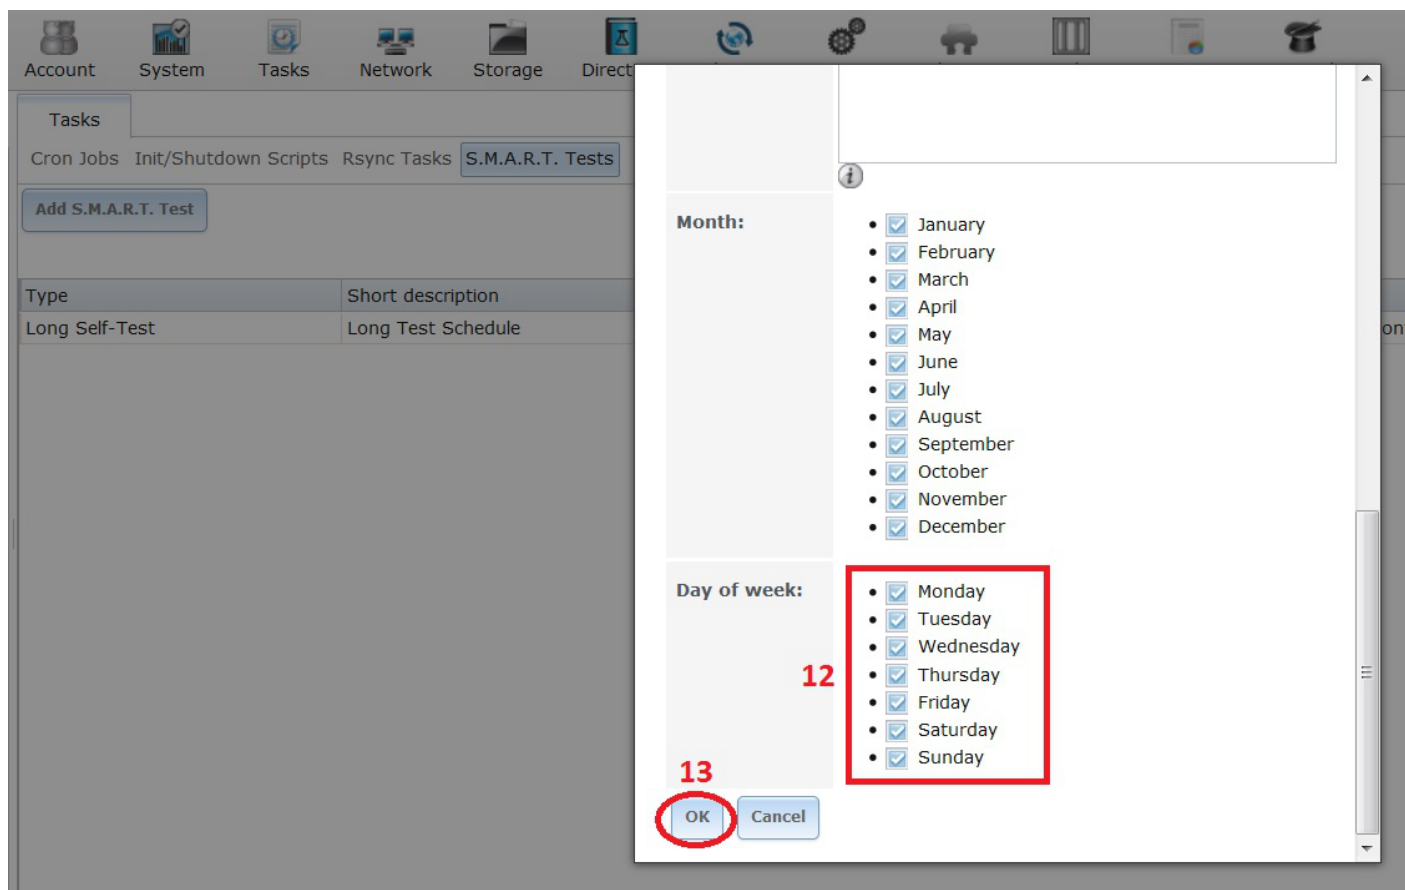 Account System Tasks Network Storage Direct
Tasks
Cron Jobs Init/Shutdown Scripts Rsync Tasks S.M.A.R.T. Tests
Add S.M.A.R.T. Test
Type Short description
Long Self-Test Long Test Schedule
i
Month:
January
February
March
April
May
June
July
August
September
October
November
December
Day of week:
Monday
Tuesday
Wednesday
12
Thursday
Friday
Saturday
Sunday
13
OK Cancel